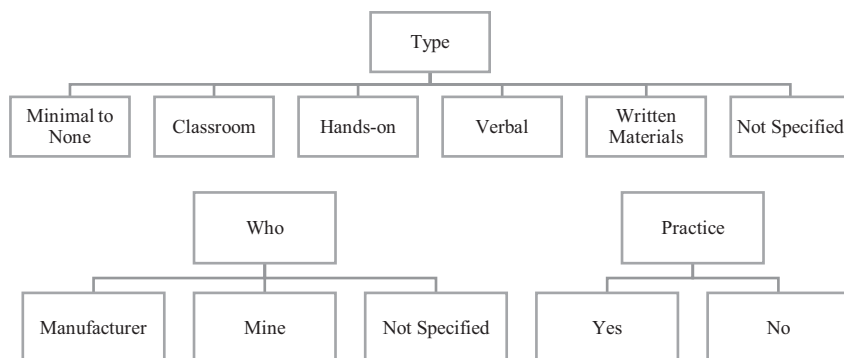 Type
Minimal to
None
Classroom
Hands-on
Verbal
Written
Materials
Not Specified
Who
Practice
Manufacturer
Mine
Not Specified
Yes
No